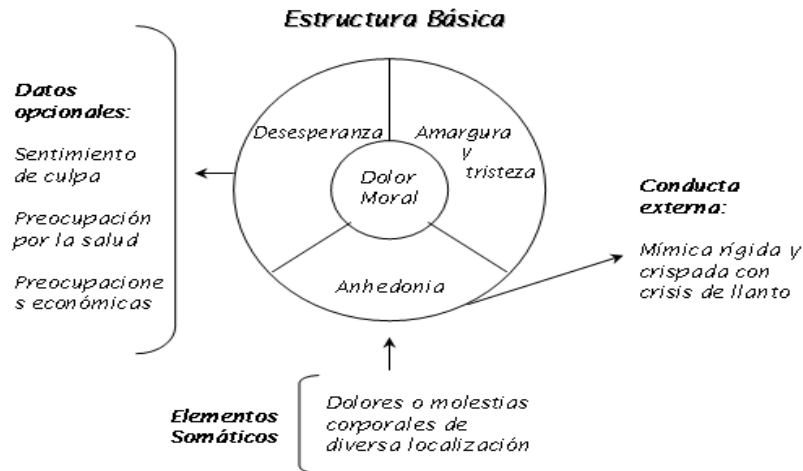 Estructura Básica
Datos
opcionales:
Sentimiento
de culpa
Preocupación
por la salud
Preocupacione
s económicas
Desesperanza
Amargura
y
tristeza
Dolor
Moral
Anhedonia
Conducta
externa:
Mímica rígida y
crispada con
crisis de llanto
Elementos
Somáticos
Dolores o molestias
corporales de
diversa localización